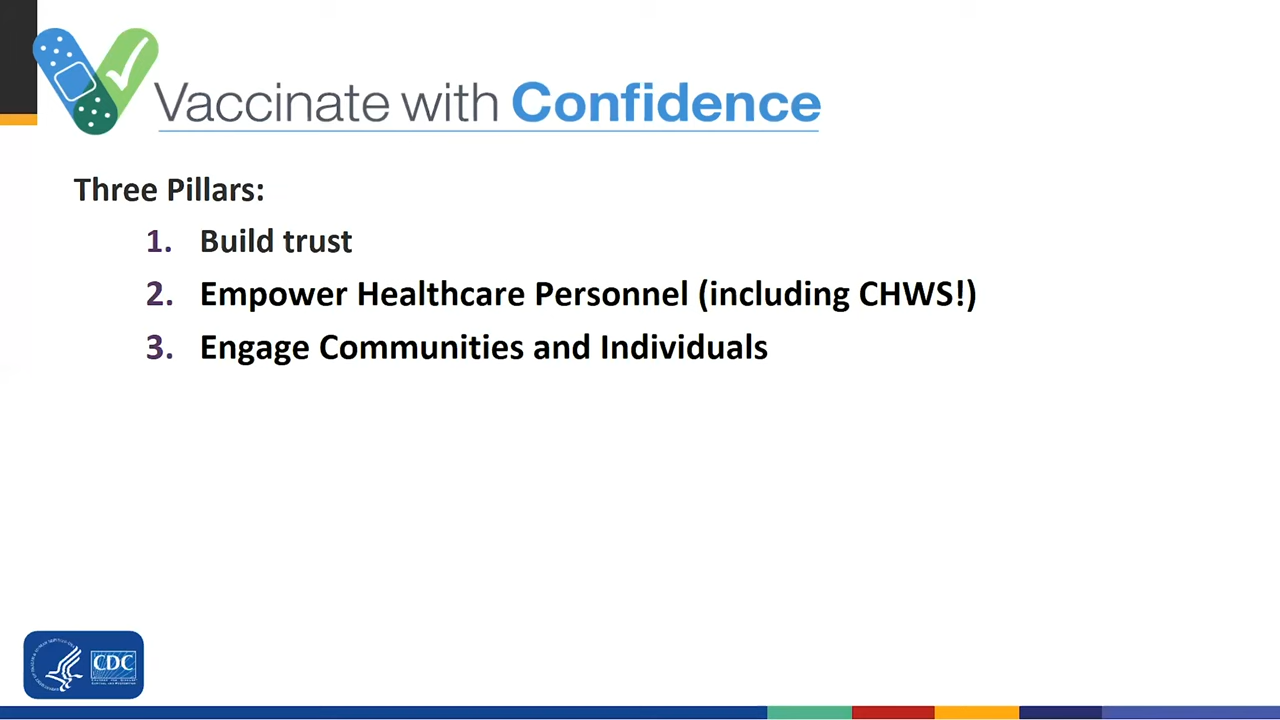 Vaccinate with Confidence
Three Pillars:
1. Build trust
2. Empower Healthcare Personnel (including CHWS!)
3. Engage Communities and Individuals
CDC